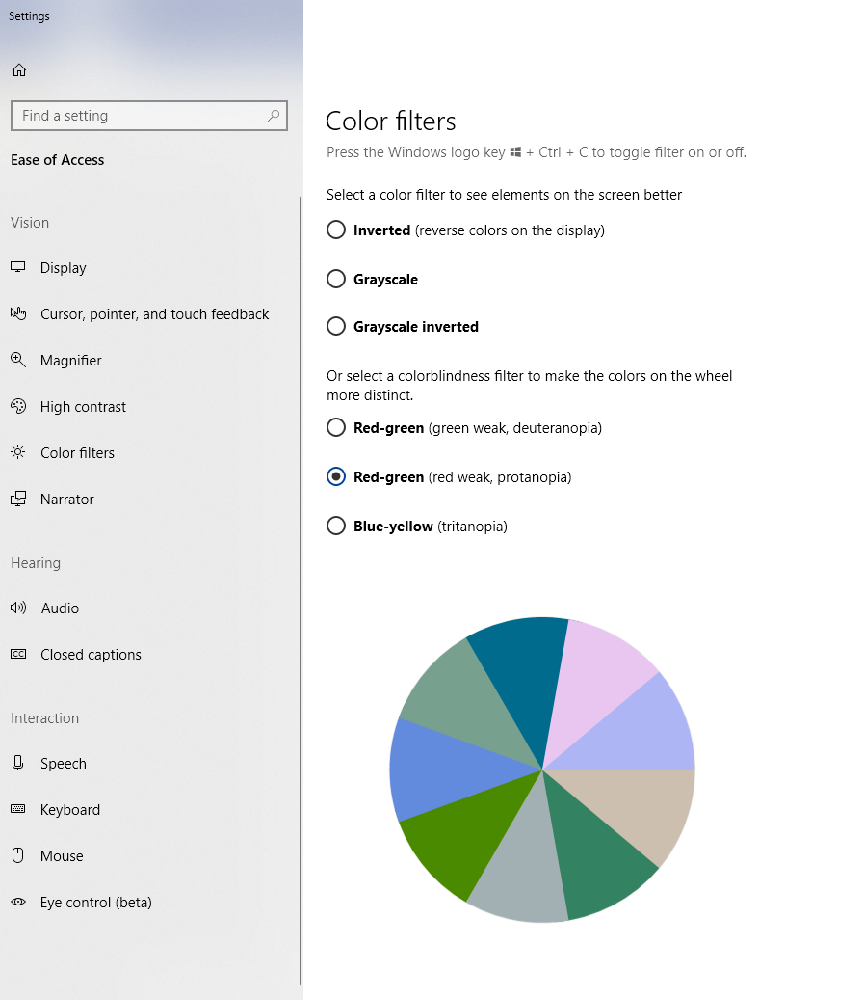 Settings
Find a setting
Ease of Access
Vision
Display
Cursor, pointer, and touch feedback
Magnifier
High contrast
Color filters
Narrator
Hearing
Audio
CC Closed captions
Interaction
Speech
Keyboard
Mouse
Eye control (beta)
Color filters
Press the Windows logo key + Ctrl + C to toggle filter on or off.
Select a color filter to see elements on the screen better
Inverted (reverse colors on the display)
Grayscale
Grayscale inverted
Or select a colorblindness filter to make the colors on the wheel
more distinct.
Red-green (green weak, deuteranopia)
Red-green (red weak, protanopia)
Blue-yellow (tritanopia)